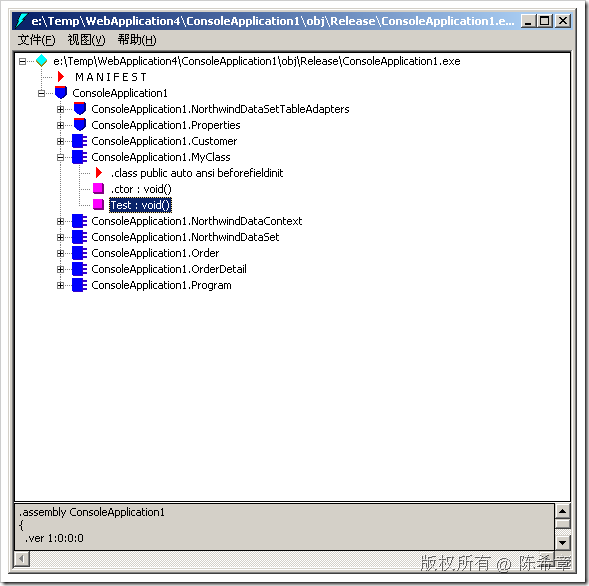 e:\Temp\WebApplication4\ConsoleApplication1\obj\Release\ConsoleApplication1.e...
文件(F) 视图(V) 帮助(H)
e:\Temp\WebApplication4\ConsoleApplication1\obj\Release\ConsoleApplication1.exe
M A N I F E S T
ConsoleApplication1
ConsoleApplication1.NorthwindDataSetTableAdapters
ConsoleApplication1.Properties
ConsoleApplication1.Customer
ConsoleApplication1.MyClass
.class public auto ansi beforefieldinit
.ctor : void()
Test : void()
ConsoleApplication1.NorthwindDataContext
ConsoleApplication1.NorthwindDataSet
ConsoleApplication1.Order
ConsoleApplication1.OrderDetail
ConsoleApplication1.Program
.assembly ConsoleApplication1
{
.ver 1:0:0:0
版权所有 @ 陈希章